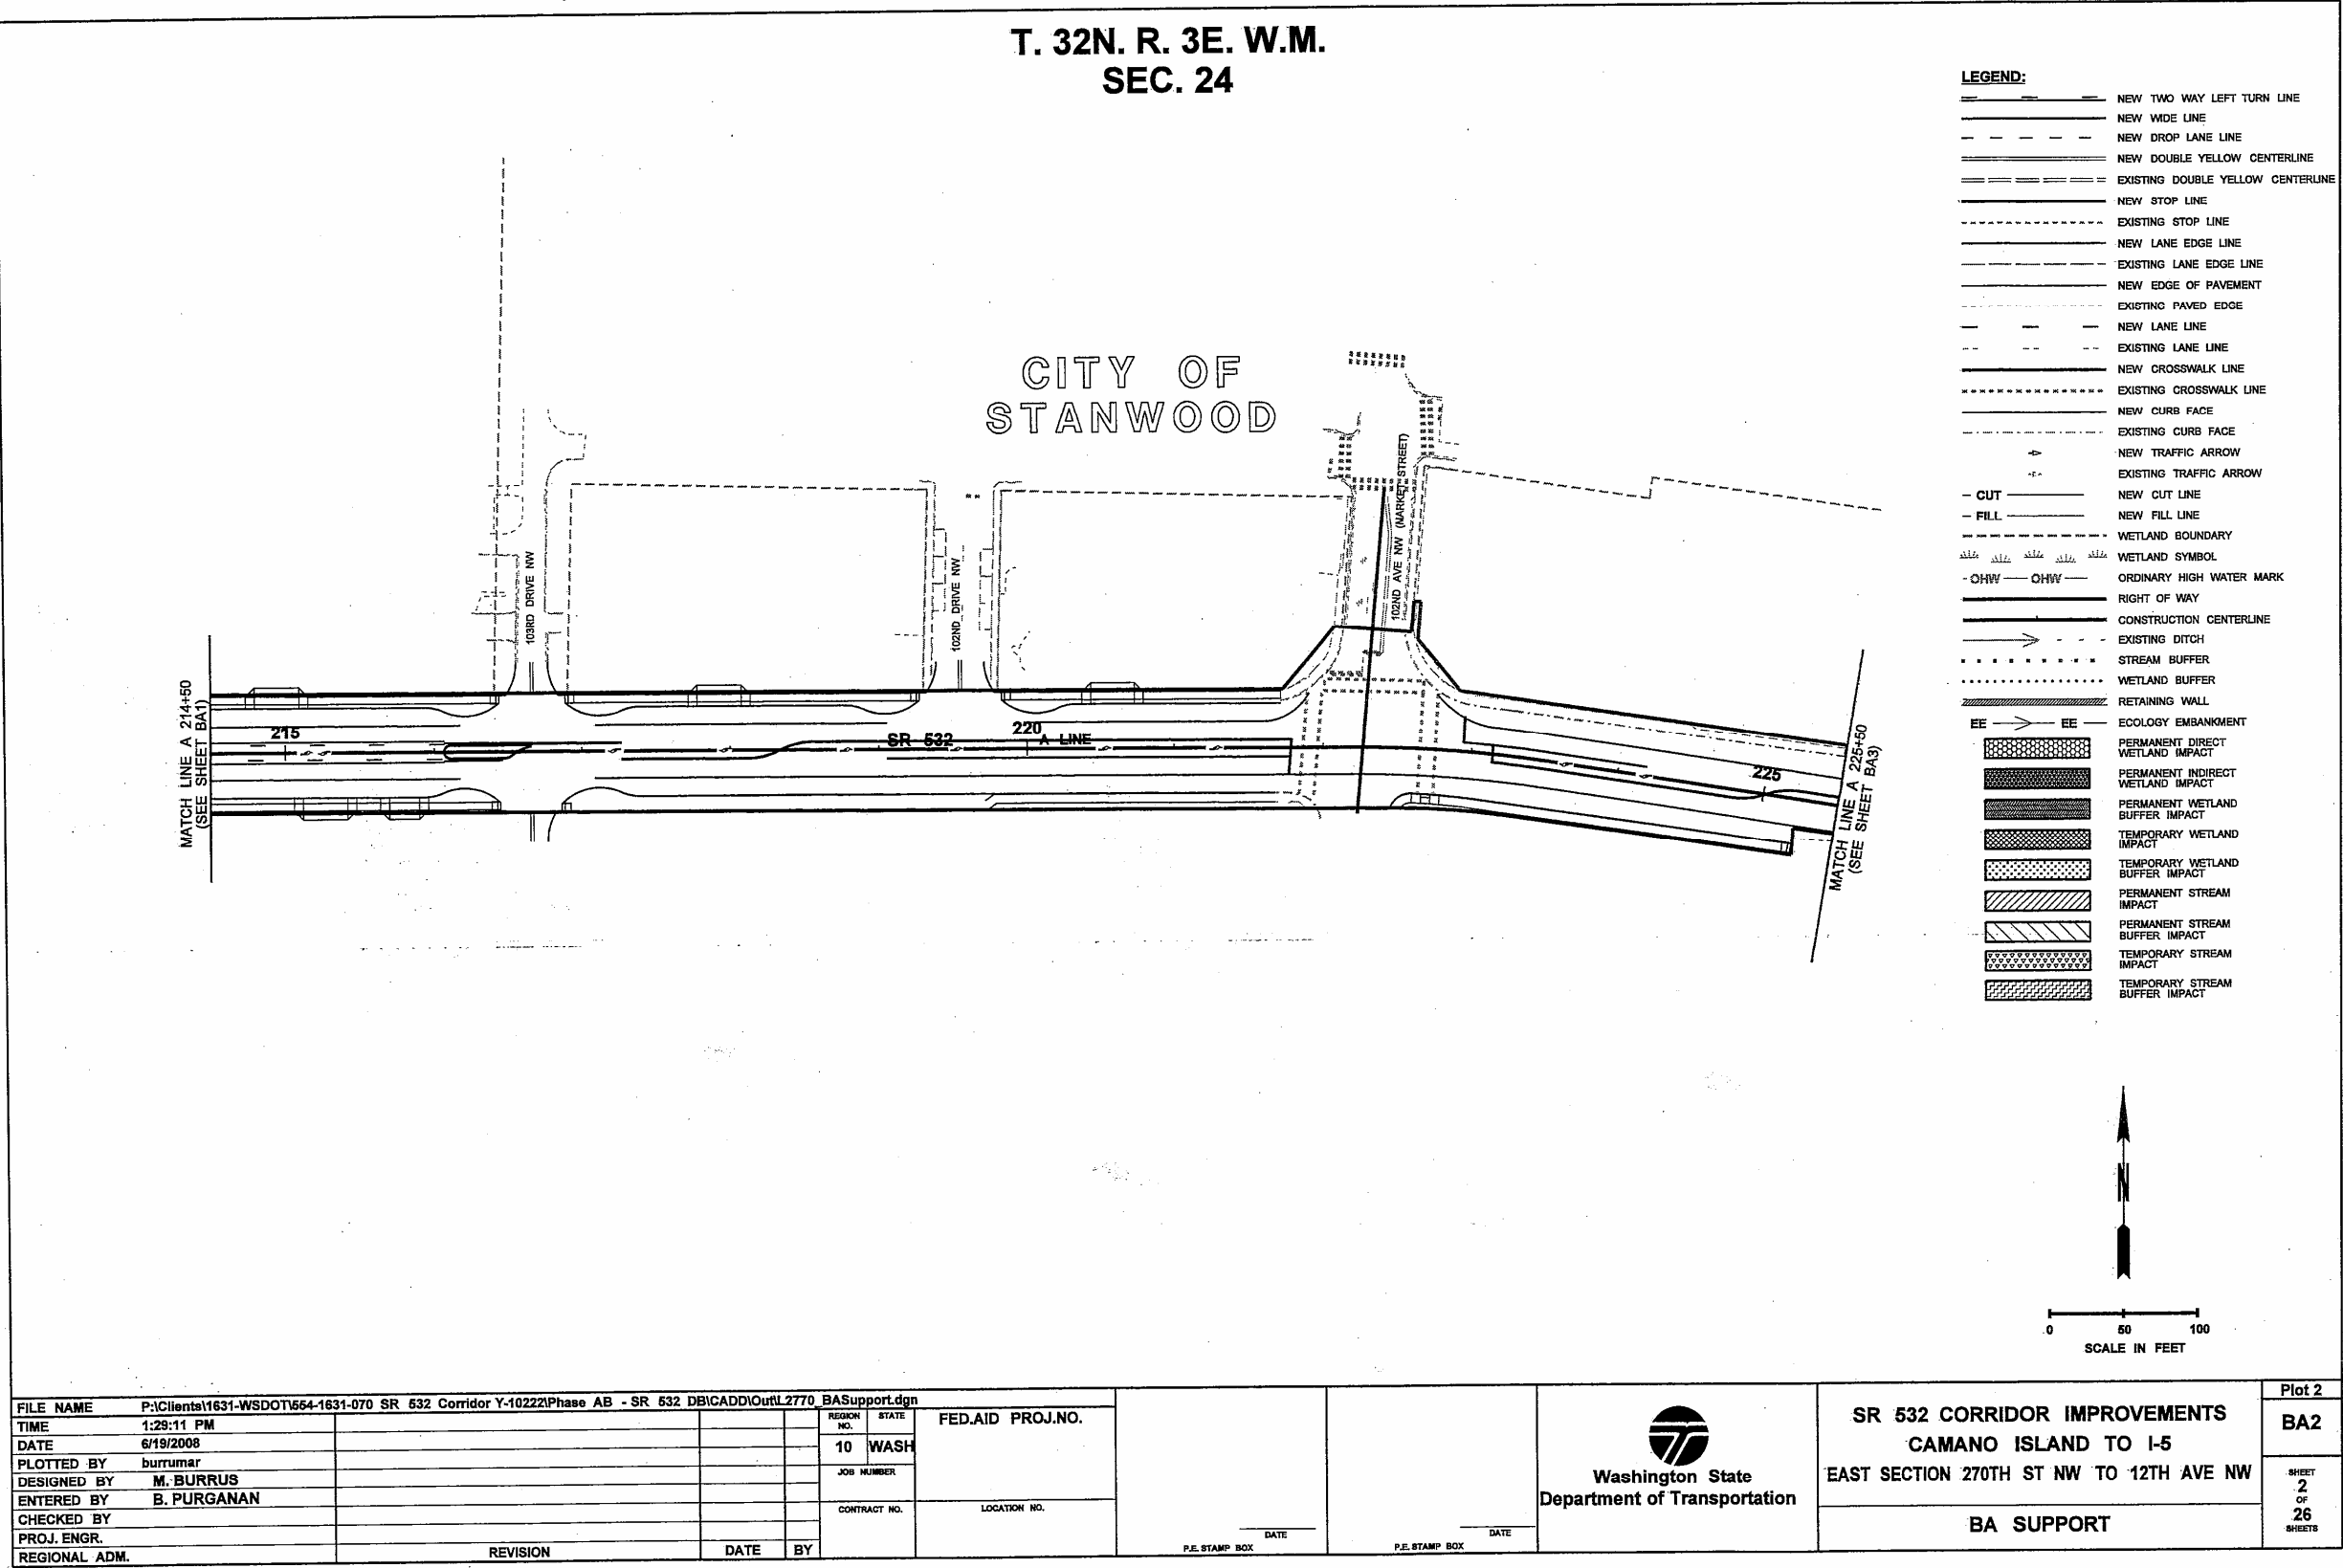 T. 32N. R. 3E. W.M.
SEC. 24
LEGEND:
NEW TWO WAY LEFT TURN LINE
NEW WIDE LINE
NEW DROP LANE LINE
NEW DOUBLE YELLOW CENTERLINE
EXISTING DOUBLE YELLOW CENTERLINE
NEW STOP LINE
EXISTING STOP LINE
NEW LANE EDGE LINE
EXISTING LANE EDGE LINE
NEW EDGE OF PAVEMENT
EXISTING PAVED EDGE
NEW LANE LINE
EXISTING LANE LINE
NEW CROSSWALK LINE
EXISTING CROSSWALK LINE
NEW CURB FACE
EXISTING CURB FACE
NEW TRAFFIC ARROW
EXISTING TRAFFIC ARROW
CUT NEW CUT LINE
FILL NEW FILL LINE
WETLAND BOUNDARY
WETLAND SYMBOL
OHW OHW ORDINARY HIGH WATER MARK
RIGHT OF WAY
CONSTRUCTION CENTERLINE
EXISTING DITCH
STREAM BUFFER
WETLAND BUFFER
RETAINING WALL
EE EE ECOLOGY EMBANKMENT
PERMANENT DIRECT
WETLAND IMPACT
PERMANENT INDIRECT
WETLAND IMPACT
PERMANENT WETLAND
BUFFER IMPACT
TEMPORARY WETLAND
IMPACT
TEMPORARY WETLAND
BUFFER IMPACT
PERMANENT STREAM
IMPACT
PERMANENT STREAM
BUFFER IMPACT
TEMPORARY STREAM
IMPACT
TEMPORARY STREAM
BUFFER IMPACT
CITY OF
STANWOOD
103RD DRIVE NW
102ND DRIVE NW
102ND AVE NW (MARKET STREET)
MATCH LINE A 214+50
(SEE SHEET BA1)
215
SR 532
220
A LINE
225
MATCH LINE A 225+50
(SEE SHEET BA3)
N
0 50 100
SCALE IN FEET
FILE NAME P:\Clients\1631-WSDOT\554-1631-070 SR 532 Corridor Y-10222\Phase AB - SR 532 DB\CADD\Out\L2770_BASupport.dgn
TIME 1:29:11 PM
DATE 6/19/2008
PLOTTED BY burrumar
DESIGNED BY M. BURRUS
ENTERED BY B. PURGANAN
CHECKED BY
PROJ. ENGR.
REGIONAL ADM.
REVISION DATE BY
REGION NO. STATE
10 WASH
JOB NUMBER
CONTRACT NO.
FED.AID PROJ.NO.
LOCATION NO.
DATE
P.E. STAMP BOX
DATE
P.E. STAMP BOX
Washington State
Department of Transportation
SR 532 CORRIDOR IMPROVEMENTS
CAMANO ISLAND TO I-5
EAST SECTION 270TH ST NW TO 12TH AVE NW
BA SUPPORT
Plot 2
BA2
SHEET
2
OF
26
SHEETS